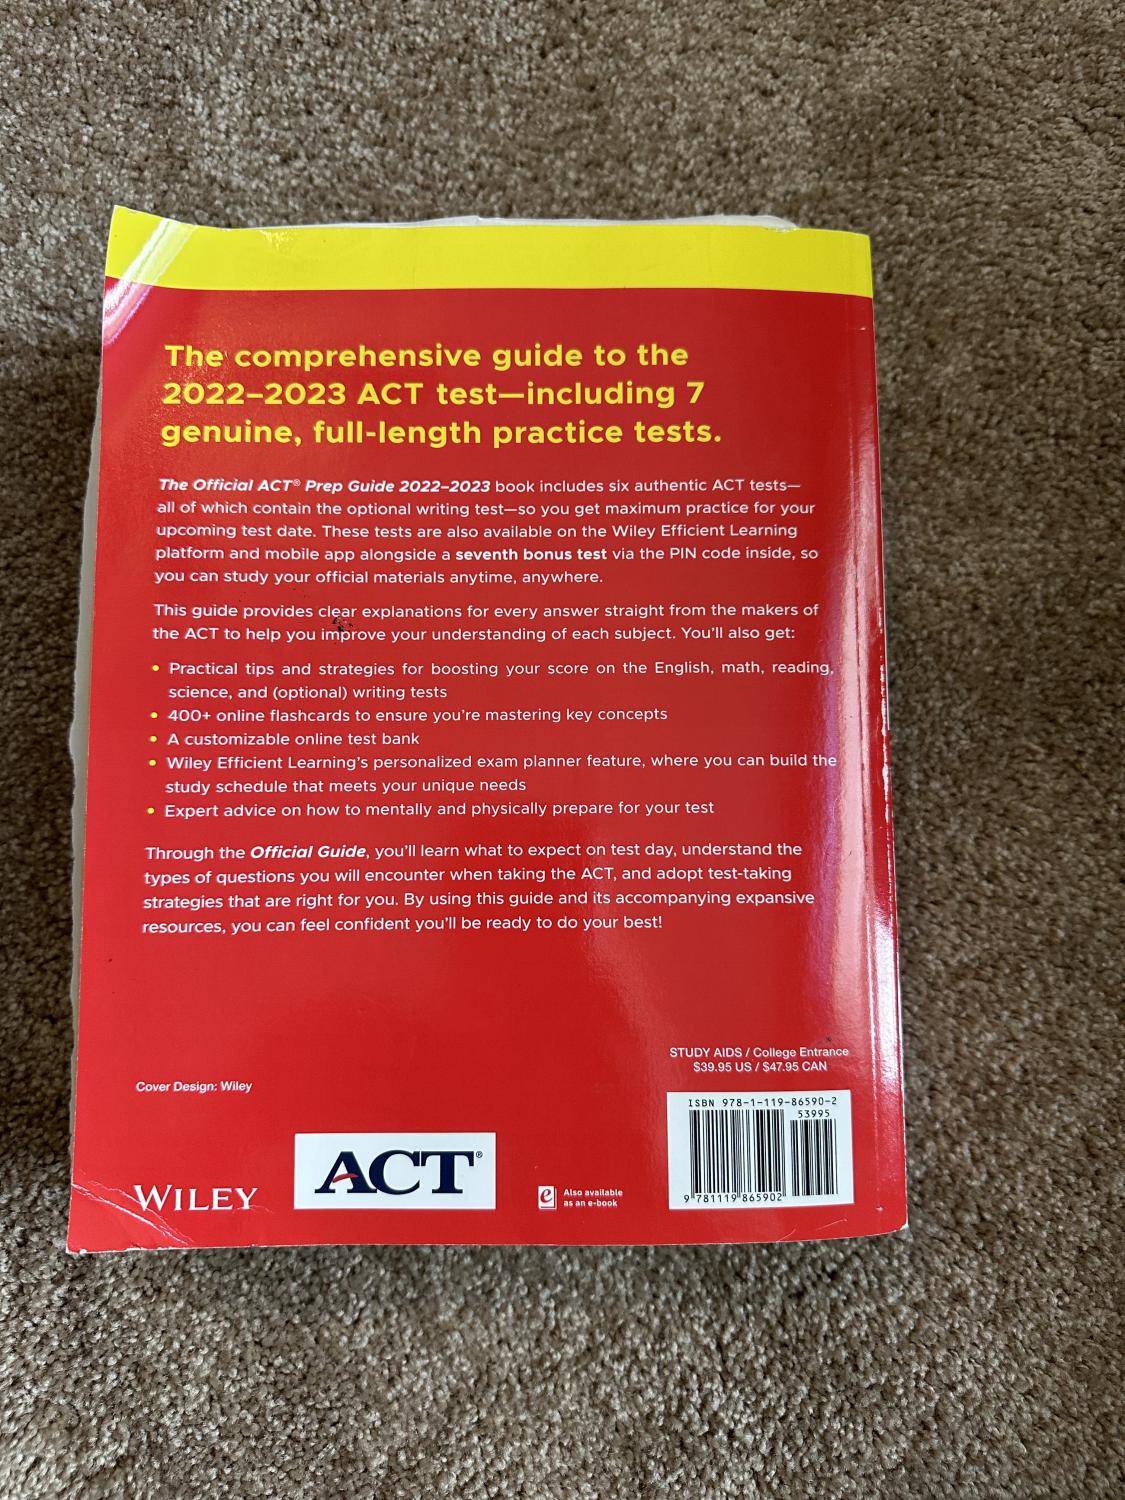 The comprehensive guide to the
2022–2023 ACT test—including 7
genuine, full-length practice tests.
The Official ACT® Prep Guide 2022–2023 book includes six authentic ACT tests—
all of which contain the optional writing test—so you get maximum practice for your
upcoming test date. These tests are also available on the Wiley Efficient Learning
platform and mobile app alongside a seventh bonus test via the PIN code inside, so
you can study your official materials anytime, anywhere.
This guide provides clear explanations for every answer straight from the makers of
the ACT to help you improve your understanding of each subject. You'll also get:
• Practical tips and strategies for boosting your score on the English, math, reading,
science, and (optional) writing tests
• 400+ online flashcards to ensure you're mastering key concepts
• A customizable online test bank
• Wiley Efficient Learning's personalized exam planner feature, where you can build the
study schedule that meets your unique needs
• Expert advice on how to mentally and physically prepare for your test
Through the Official Guide, you'll learn what to expect on test day, understand the
types of questions you will encounter when taking the ACT, and adopt test-taking
strategies that are right for you. By using this guide and its accompanying expansive
resources, you can feel confident you'll be ready to do your best!
STUDY AIDS / College Entrance
$39.95 US / $47.95 CAN
Cover Design: Wiley
ISBN 978-1-119-86590-2
53995
9 781119 865902
WILEY
ACT®
e
Also available
as an e-book